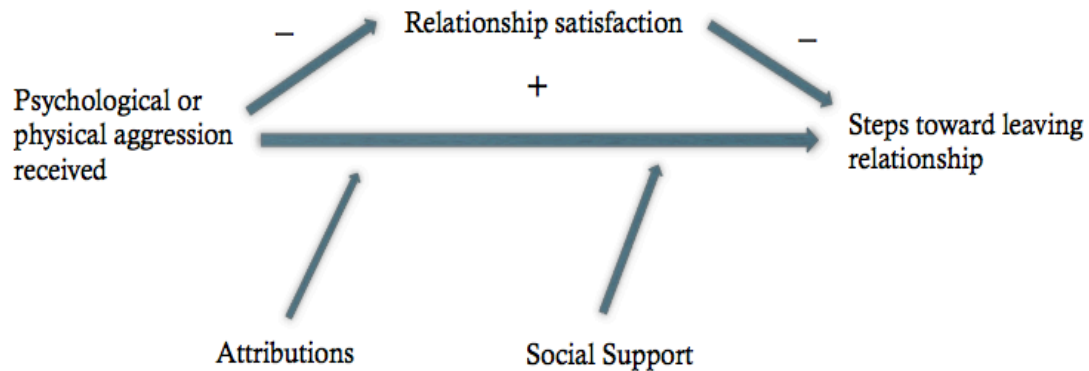 –
Relationship satisfaction
–
+
Psychological or
physical aggression
received
Steps toward leaving
relationship
Attributions
Social Support